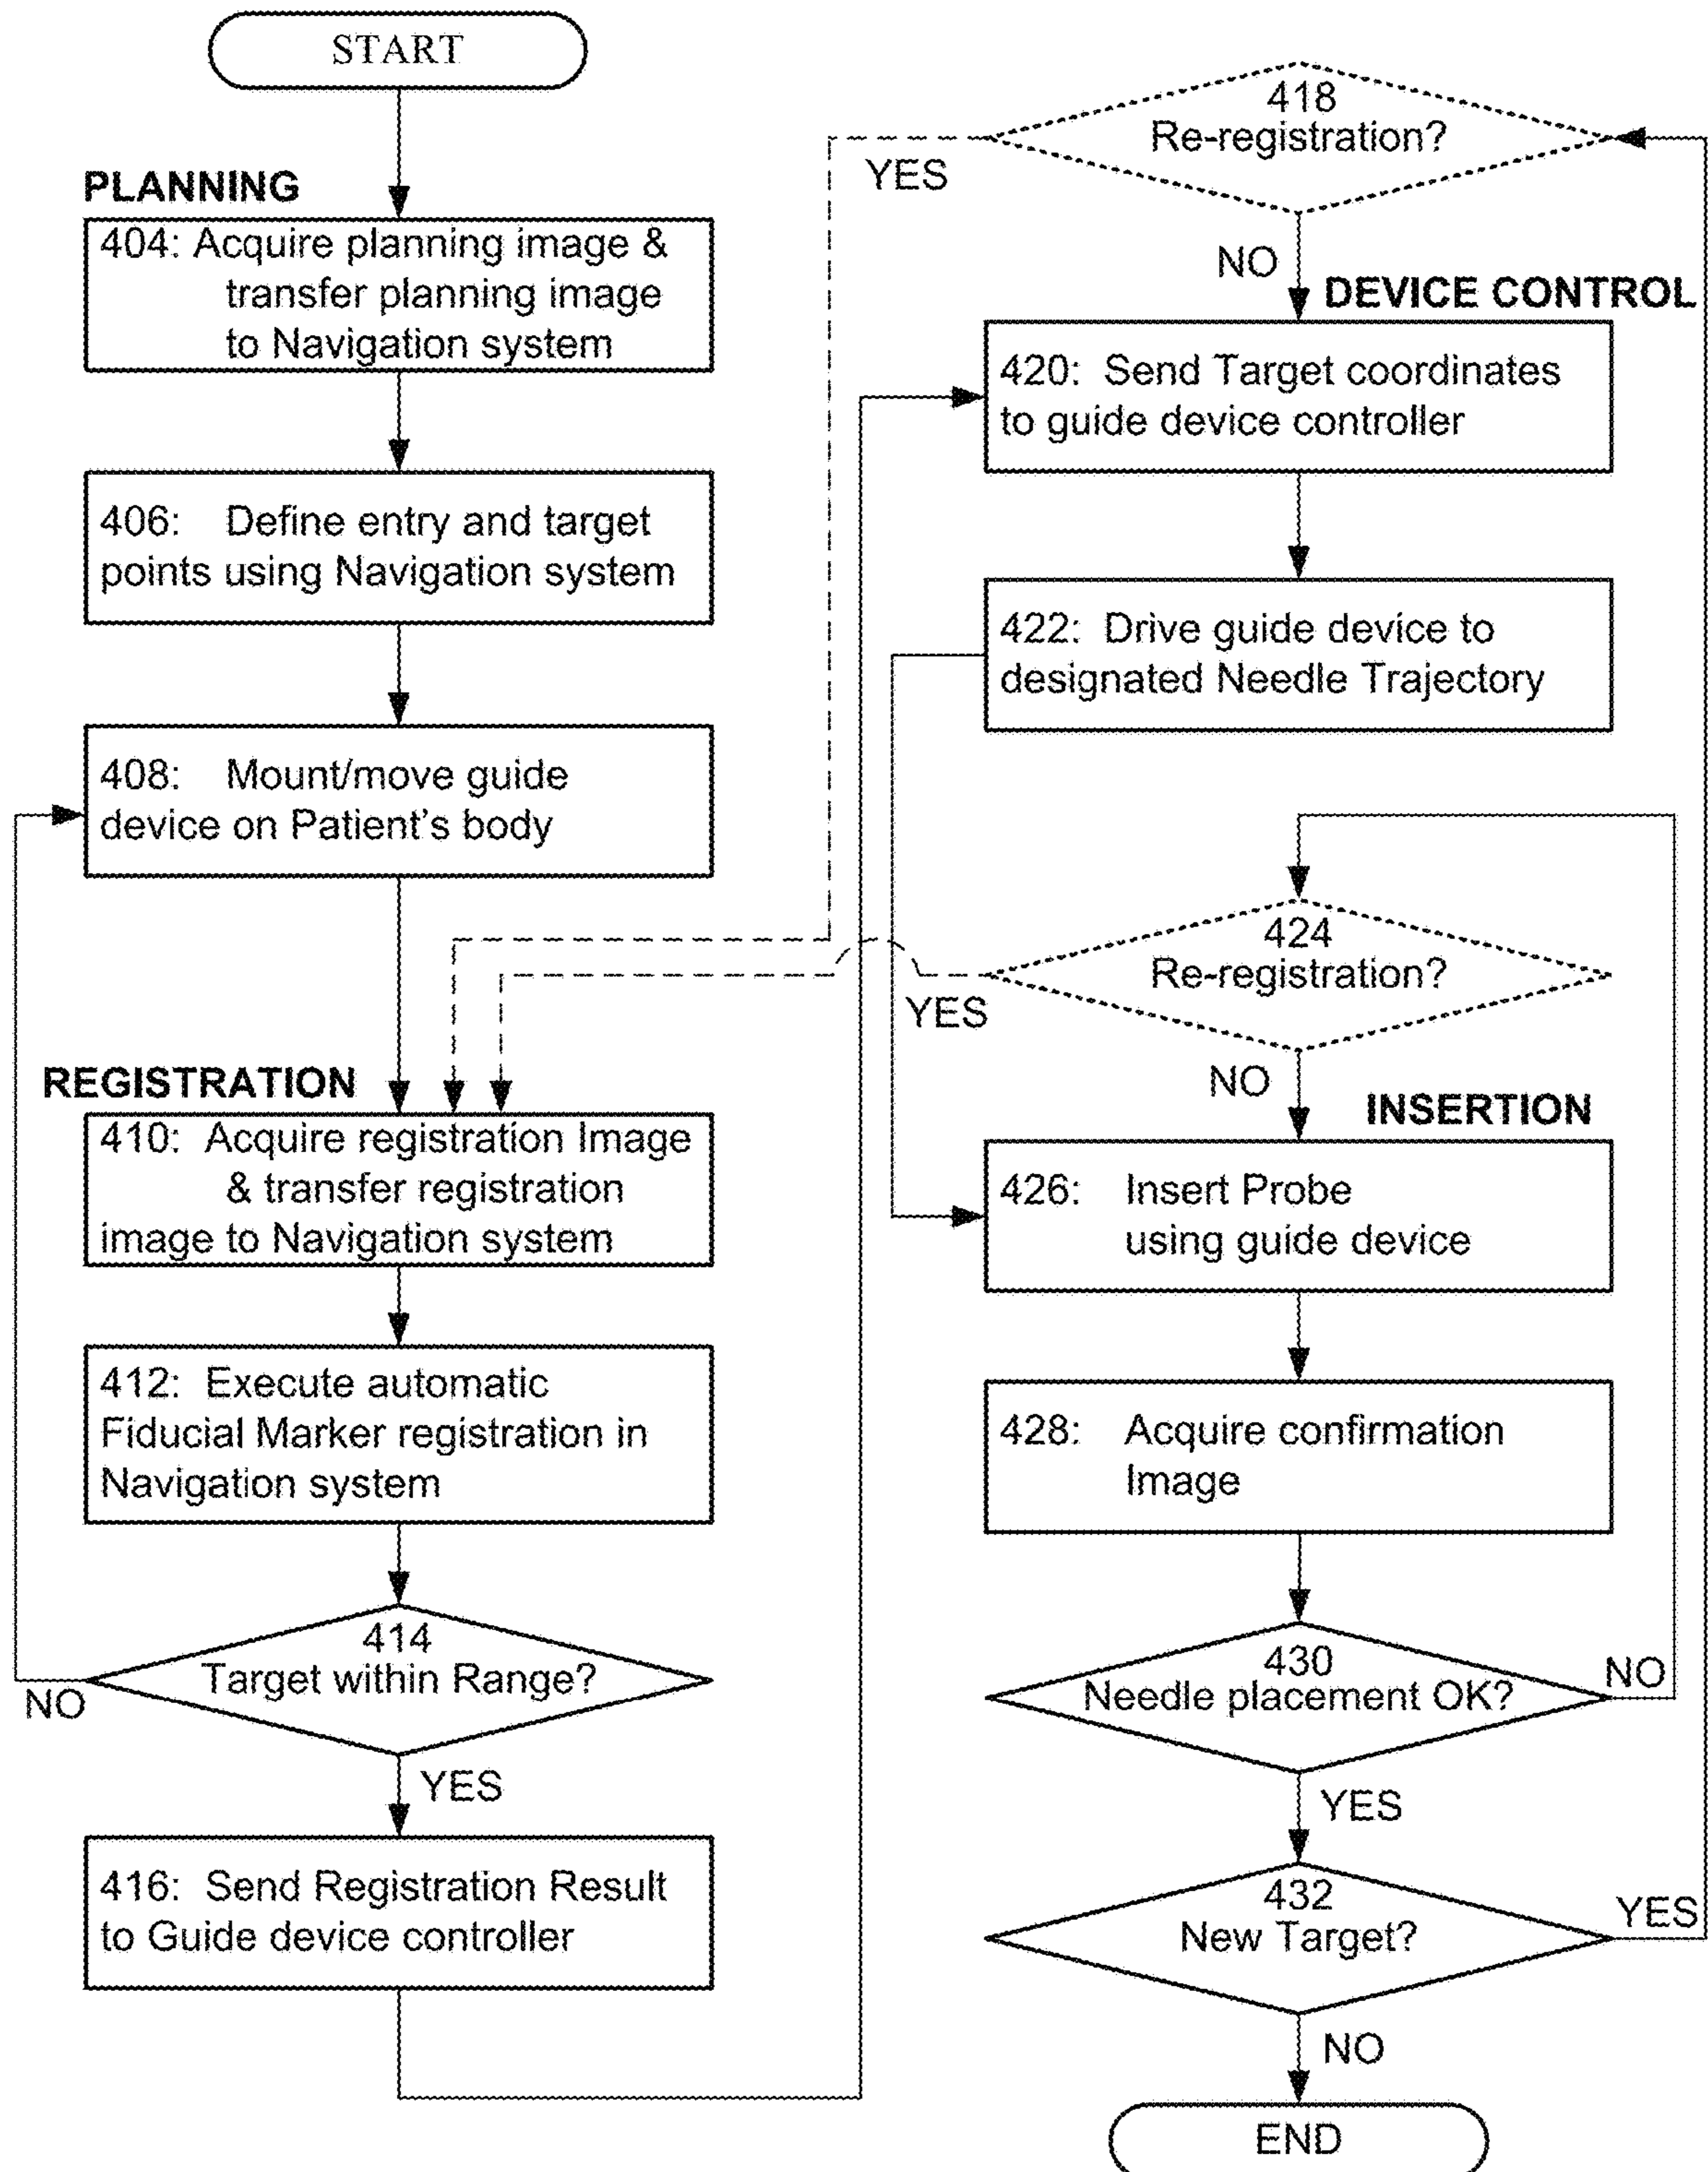 START
PLANNING
404: Acquire planning image &
transfer planning image
to Navigation system
406: Define entry and target
points using Navigation system
408: Mount/move guide
device on Patient's body
REGISTRATION
410: Acquire registration Image
& transfer registration
image to Navigation system
412: Execute automatic
Fiducial Marker registration in
Navigation system
414
Target within Range?
NO
YES
416: Send Registration Result
to Guide device controller
418
Re-registration?
YES
NO
DEVICE CONTROL
420: Send Target coordinates
to guide device controller
422: Drive guide device to
designated Needle Trajectory
424
Re-registration?
YES
NO
INSERTION
426: Insert Probe
using guide device
428: Acquire confirmation
Image
430
Needle placement OK?
NO
YES
432
New Target?
YES
NO
END